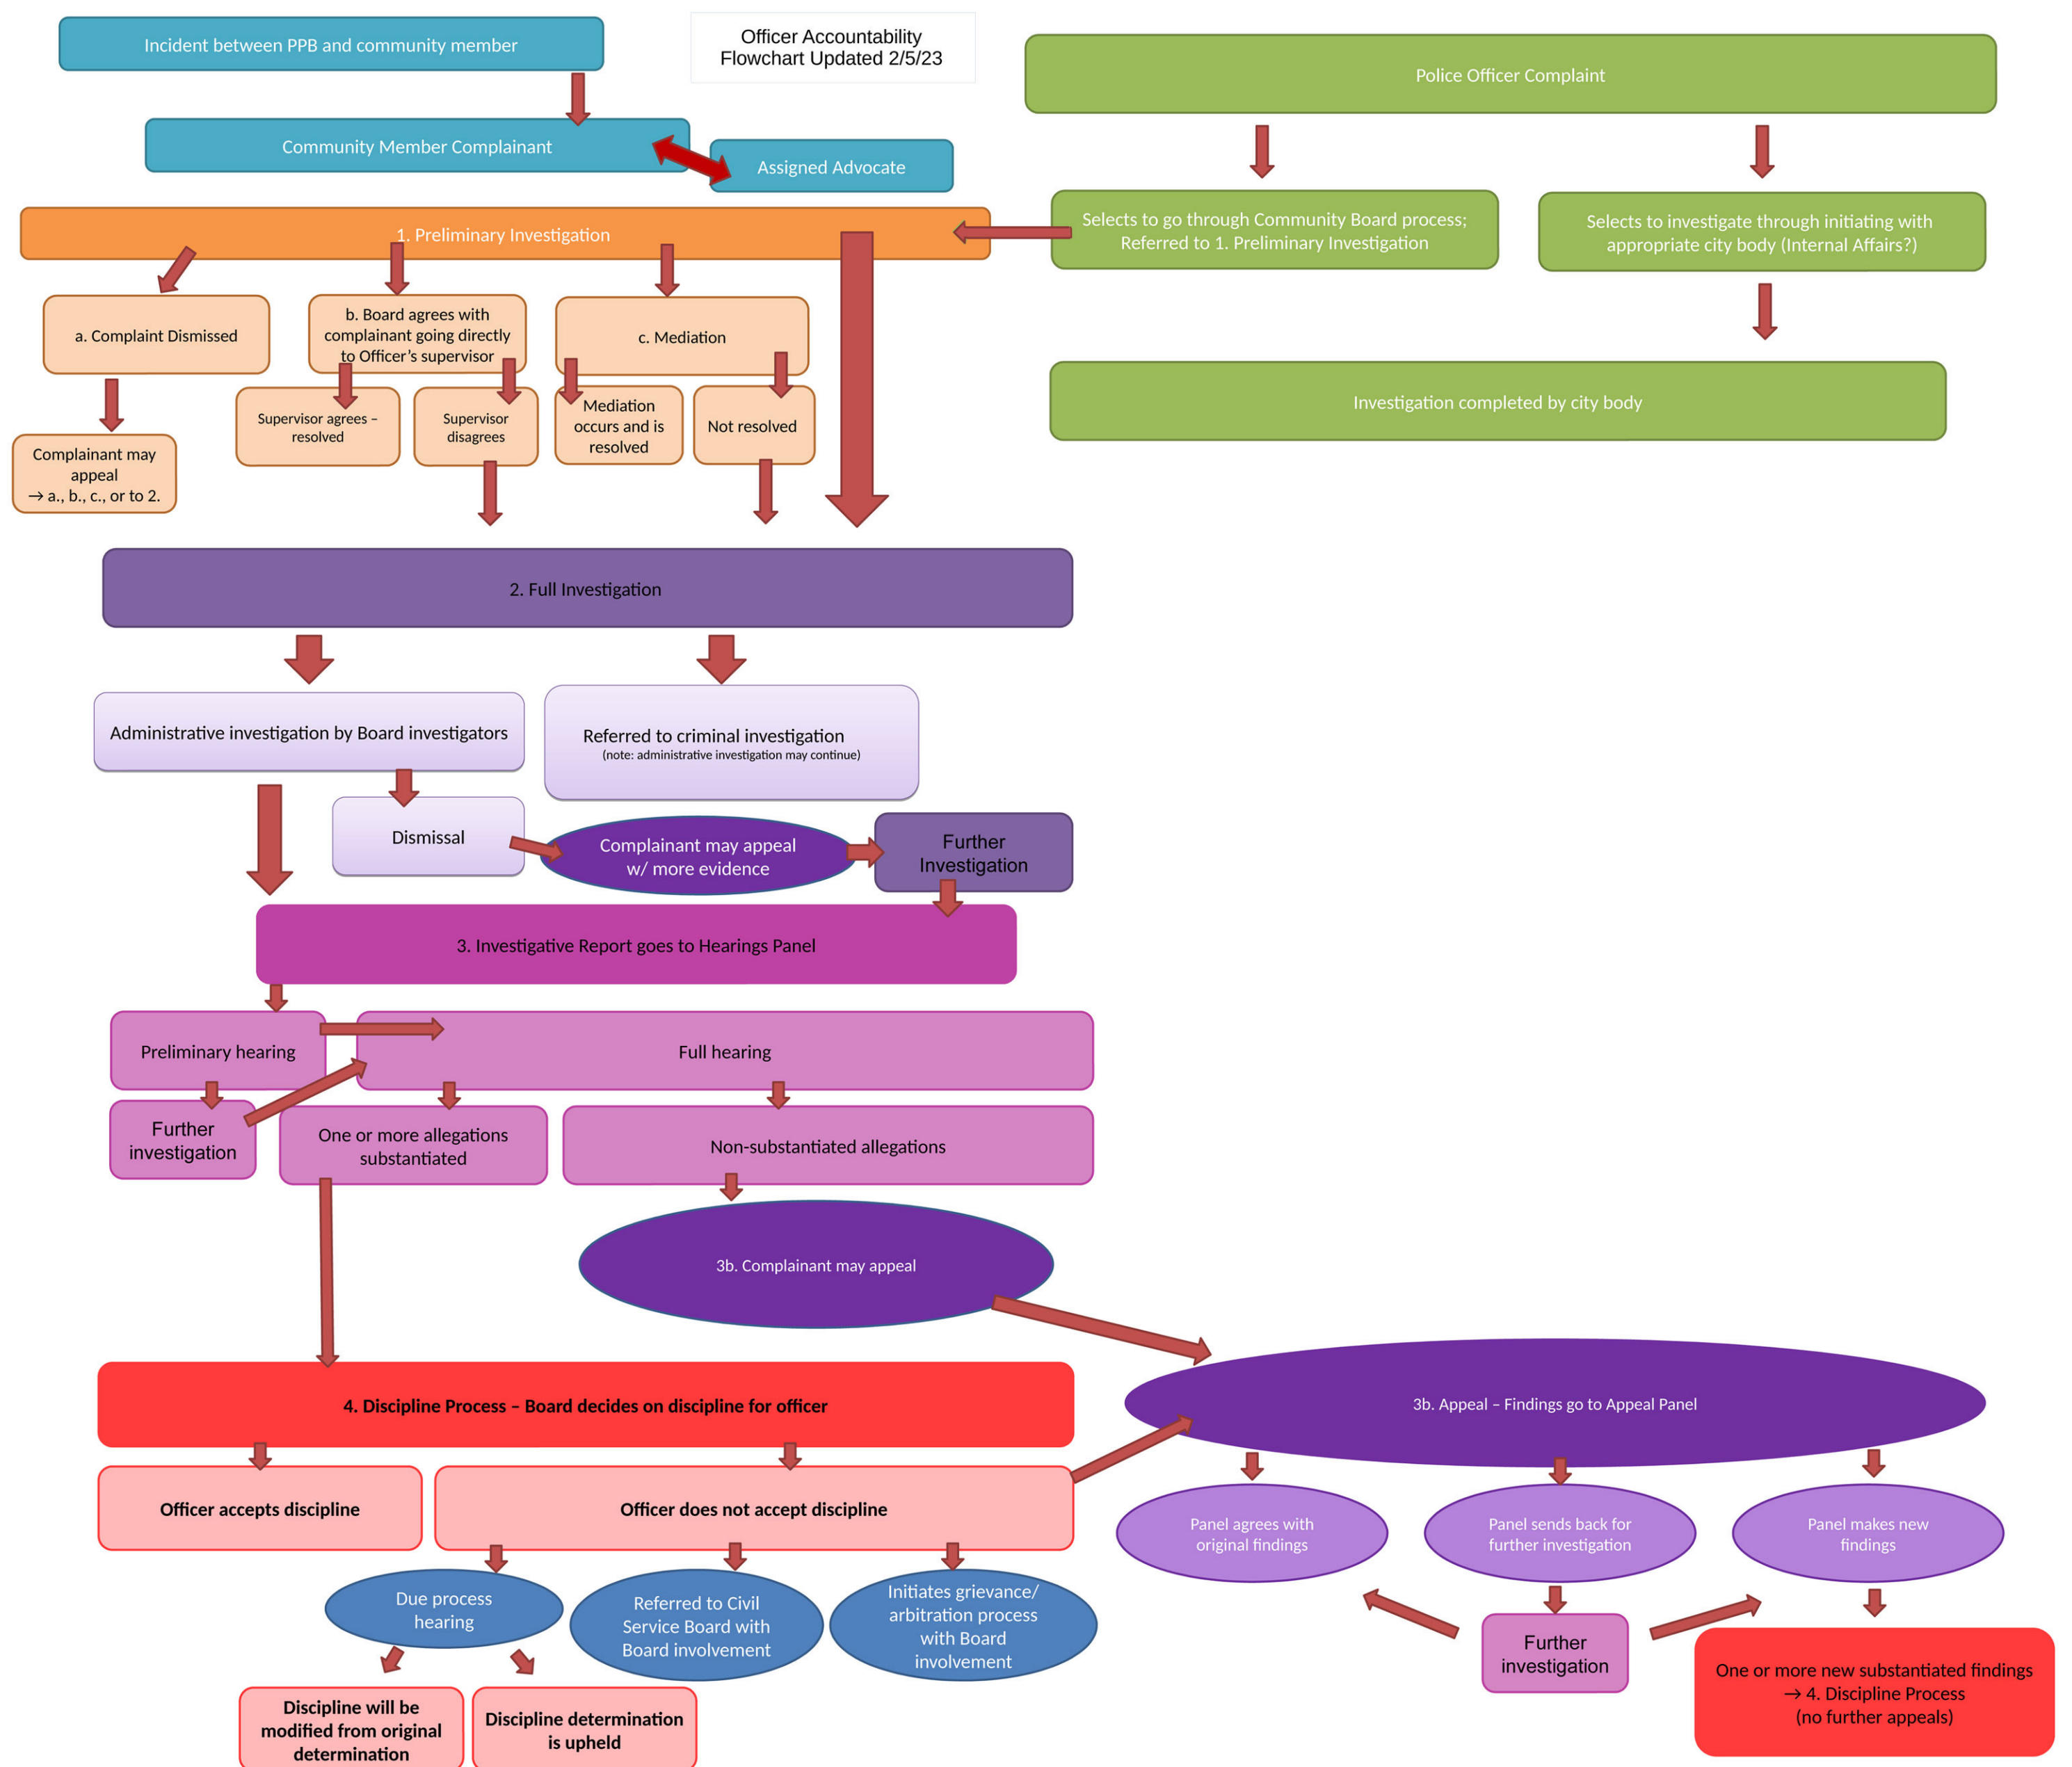 Incident between PPB and community member
Officer Accountability
Flowchart Updated 2/5/23
Police Officer Complaint
Community Member Complainant
Assigned Advocate
1. Preliminary Investigation
Selects to go through Community Board process;
Referred to 1. Preliminary Investigation
Selects to investigate through initiating with
appropriate city body (Internal Affairs?)
a. Complaint Dismissed
b. Board agrees with
complainant going directly
to Officer’s supervisor
c. Mediation
Investigation completed by city body
Supervisor agrees –
resolved
Supervisor
disagrees
Mediation
occurs and is
resolved
Not resolved
Complainant may
appeal
→ a., b., c., or to 2.
2. Full Investigation
Administrative investigation by Board investigators
Referred to criminal investigation
(note: administrative investigation may continue)
Dismissal
Complainant may appeal
w/ more evidence
Further
Investigation
3. Investigative Report goes to Hearings Panel
Preliminary hearing
Full hearing
Further
investigation
One or more allegations
substantiated
Non-substantiated allegations
3b. Complainant may appeal
4. Discipline Process – Board decides on discipline for officer
3b. Appeal – Findings go to Appeal Panel
Officer accepts discipline
Officer does not accept discipline
Panel agrees with
original findings
Panel sends back for
further investigation
Panel makes new
findings
Due process
hearing
Referred to Civil
Service Board with
Board involvement
Initiates grievance/
arbitration process
with Board
involvement
Further
investigation
One or more new substantiated findings
→ 4. Discipline Process
(no further appeals)
Discipline will be
modified from original
determination
Discipline determination
is upheld